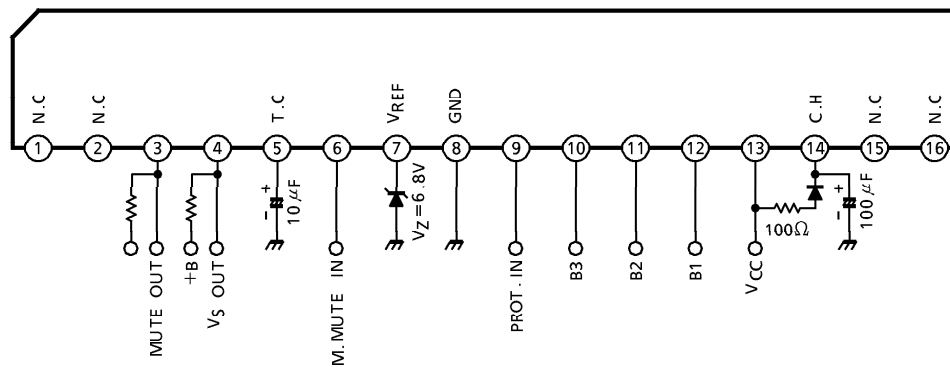 N.C
N.C
T.C
VREF
GND
C.H
N.C
N.C
1
2
3
4
5
6
7
8
9
10
11
12
13
14
15
16
+
-
10μF
VZ=6.8V
100Ω
+
-
100μF
MUTE OUT
+B
VS OUT
M.MUTE IN
PROT.IN
B3
B2
B1
VCC